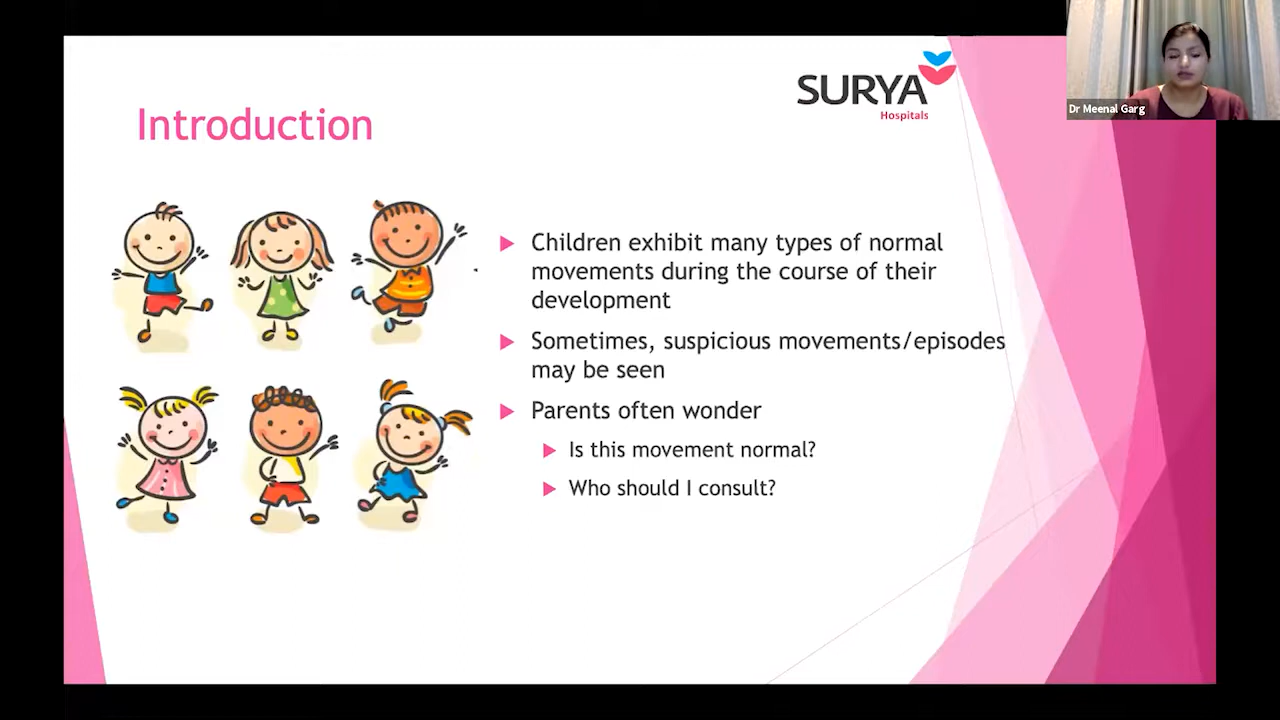 SURYA
Hospitals
Dr Meenal Garg
Introduction
Children exhibit many types of normal
movements during the course of their
development
Sometimes, suspicious movements/episodes
may be seen
Parents often wonder
Is this movement normal?
Who should I consult?